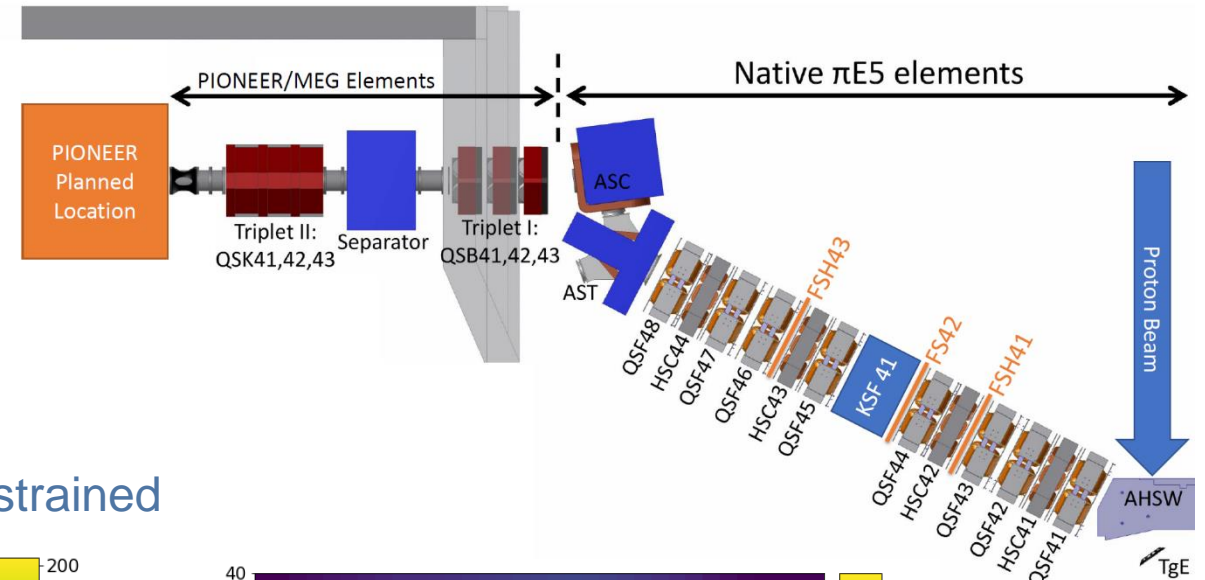 PIONEER/MEG Elements
Native πE5 elements
PIONEER
Planned
Location
Triplet II:
QSK41,42,43
Separator
Triplet I:
QSB41,42,43
ASC
AST
QSF48
HSC44
QSF47
QSF46
FSH43
HSC43
QSF45
KSF 41
FS42
QSF44
HSC42
FSH41
QSF43
QSF42
HSC41
QSF41
Proton Beam
AHSW
TgE
strained
200
40